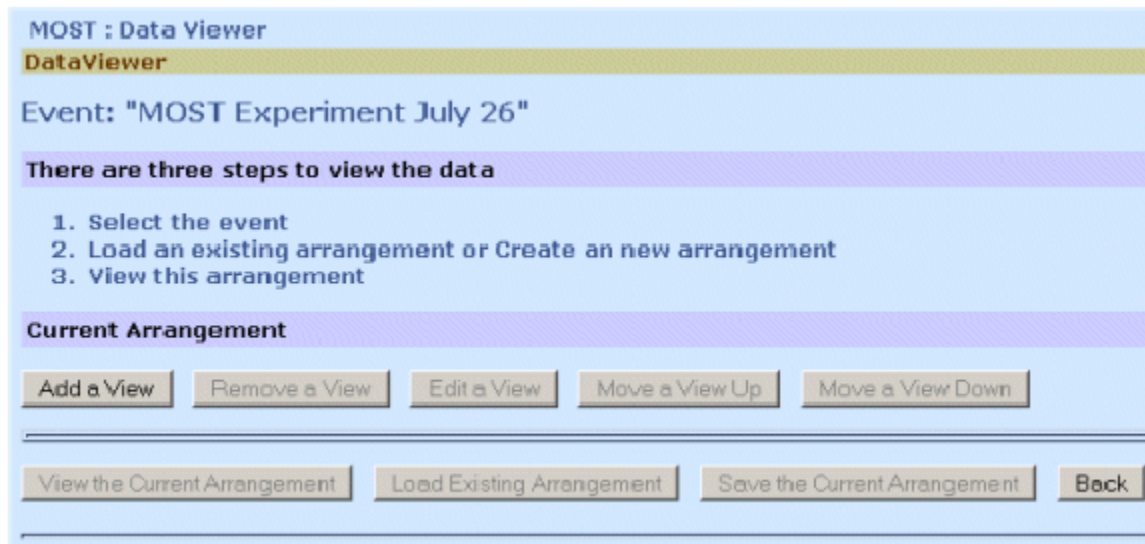 MOST : Data Viewer
DataViewer
Event: "MOST Experiment July 26"
There are three steps to view the data
1. Select the event
2. Load an existing arrangement or Create an new arrangement
3. View this arrangement
Current Arrangement
Add a View Remove a View Edit a View Move a View Up Move a View Down
View the Current Arrangement Load Existing Arrangement Save the Current Arrangement Back